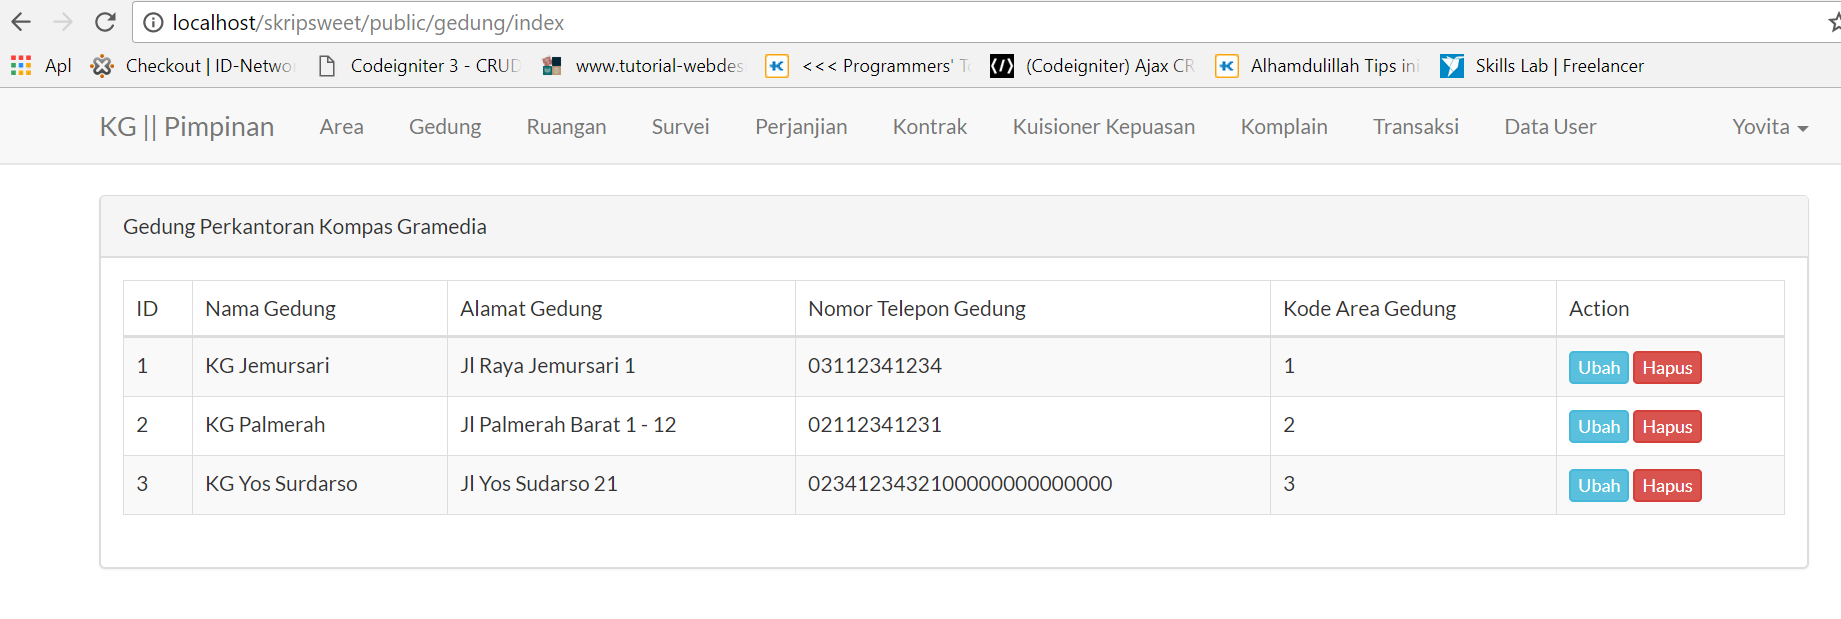 localhost/skripsweet/public/gedung/index
Apl Checkout | ID-Netwo Codeigniter 3 - CRUD www.tutorial-webdes <<< Programmers' T (Codeigniter) Ajax CR Alhamdulillah Tips ini Skills Lab | Freelancer
KG || Pimpinan Area Gedung Ruangan Survei Perjanjian Kontrak Kuisioner Kepuasan Komplain Transaksi Data User Yovita
Gedung Perkantoran Kompas Gramedia
ID Nama Gedung Alamat Gedung Nomor Telepon Gedung Kode Area Gedung Action
1 KG Jemursari Jl Raya Jemursari 1 03112341234 1 Ubah Hapus
2 KG Palmerah Jl Palmerah Barat 1 - 12 02112341231 2 Ubah Hapus
3 KG Yos Surdarso Jl Yos Sudarso 21 0234123432100000000000000 3 Ubah Hapus